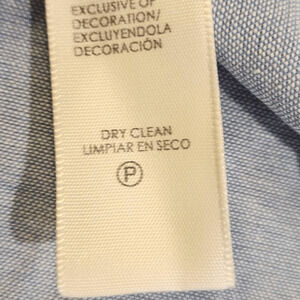 EXCLUSIVE OF
DECORATION/
EXCLUYENDOLA
DECORACIÓN
DRY CLEAN
LIMPIAR EN SECO
P